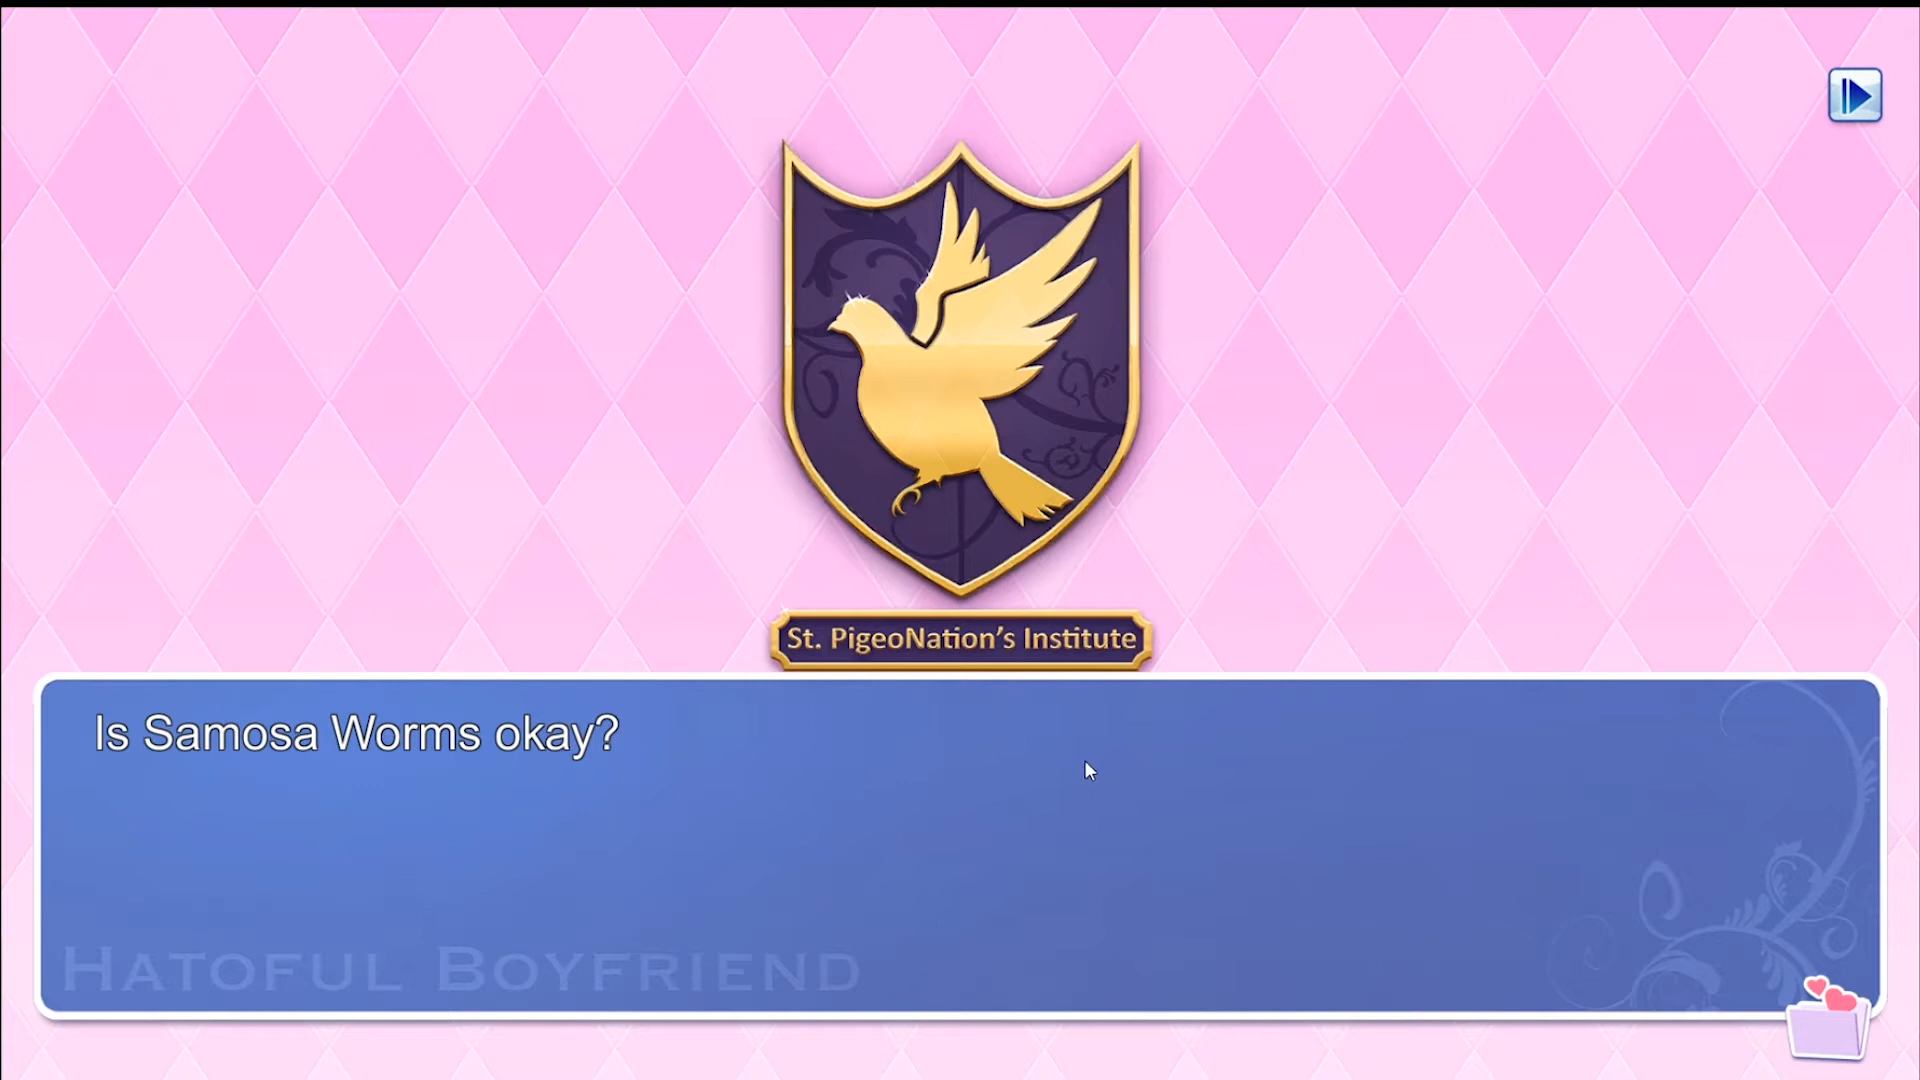 St. PigeoNation's Institute
Is Samosa Worms okay?
HATOFUL BOYFRIEND